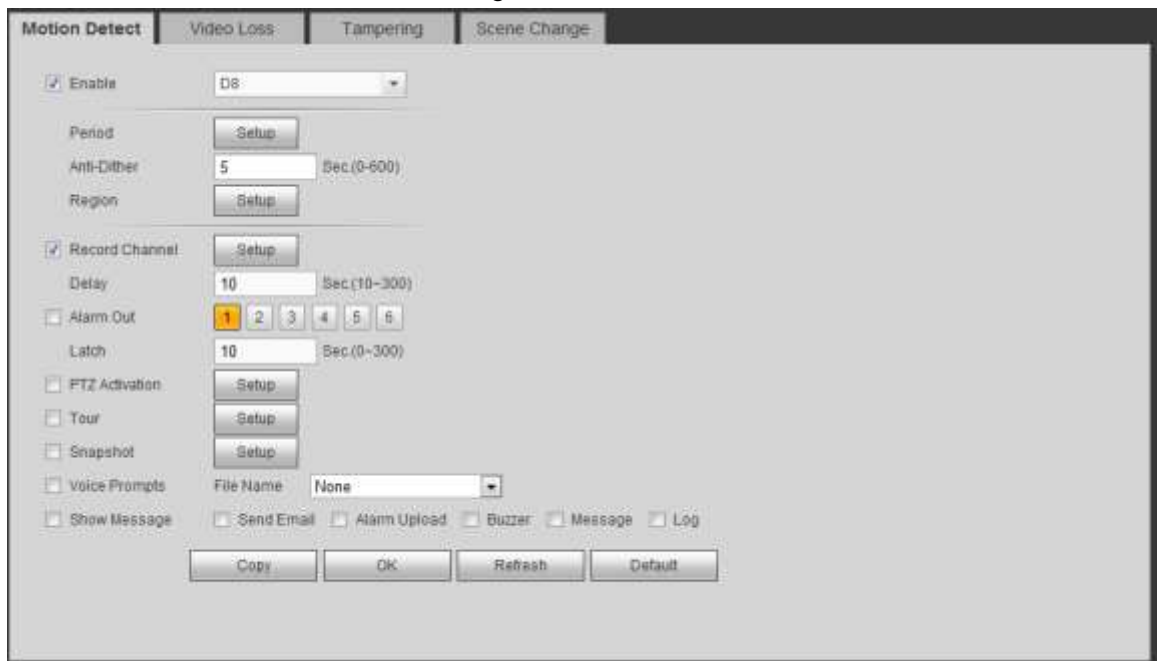 Motion Detect Video Loss Tampering Scene Change
Enable D8
Period Setup
Anti-Dither 5 Sec.(0-600)
Region Setup
Record Channel Setup
Delay 10 Sec.(10~300)
Alarm Out 1 2 3 4 5 6
Latch 10 Sec.(0~300)
PTZ Activation Setup
Tour Setup
Snapshot Setup
Voice Prompts File Name None
Show Message Send Email Alarm Upload Buzzer Message Log
Copy OK Refresh Default